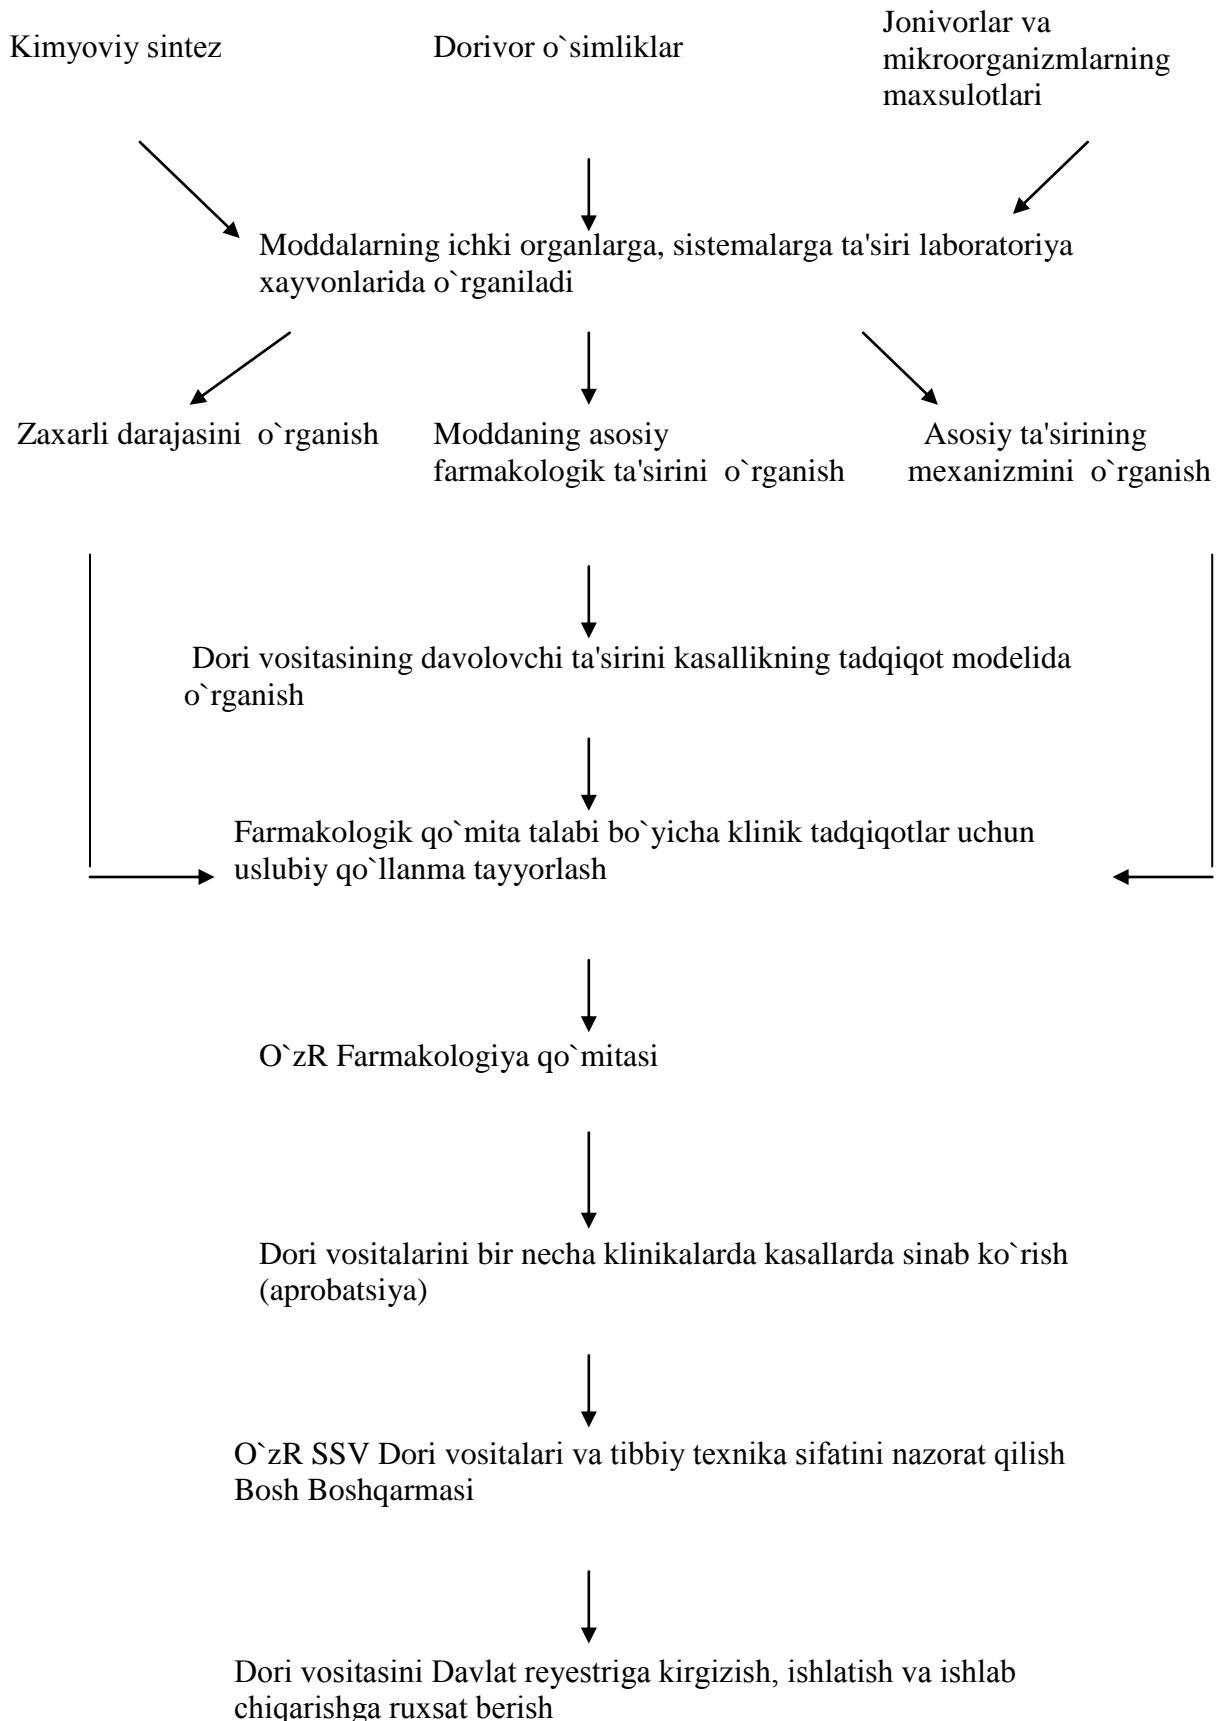 Kimyoviy sintez
Dorivor o`simliklar
Jonivorlar va
mikroorganizmlarning
maxsulotlari
Moddalarning ichki organlarga, sistemalarga ta'siri laboratoriya
xayvonlarida o`rganiladi
Zaxarli darajasini o`rganish
Moddaning asosiy
farmakologik ta'sirini o`rganish
Asosiy ta'sirining
mexanizmini o`rganish
Dori vositasining davolovchi ta'sirini kasallikning tadqiqot modelida
o`rganish
Farmakologik qo`mita talabi bo`yicha klinik tadqiqotlar uchun
uslubiy qo`llanma tayyorlash
O`zR Farmakologiya qo`mitasi
Dori vositalarini bir necha klinikalarda kasallarda sinab ko`rish
(aprobatsiya)
O`zR SSV Dori vositalari va tibbiy texnika sifatini nazorat qilish
Bosh Boshqarmasi
Dori vositasini Davlat reyestriga kirgizish, ishlatish va ishlab
chiqarishga ruxsat berish